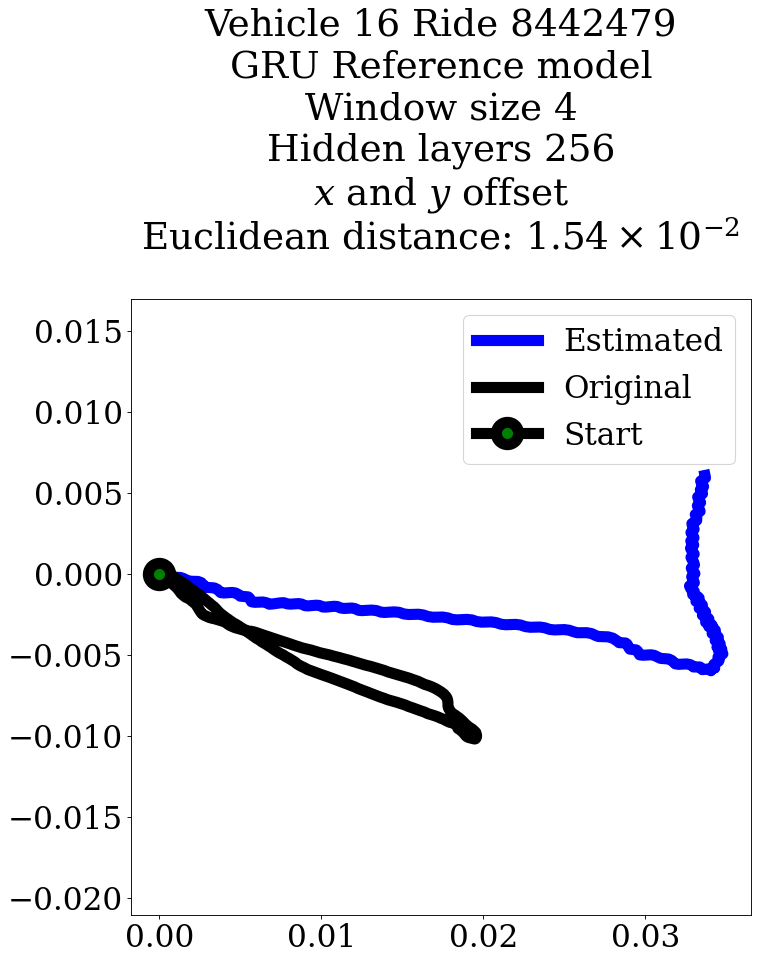 Vehicle 16 Ride 8442479
GRU Reference model
Window size 4
Hidden layers 256
x and y offset
Euclidean distance: 1.54 × 10⁻²
Estimated
Original
Start
0.015
0.010
0.005
0.000
−0.005
−0.010
−0.015
−0.020
0.00 0.01 0.02 0.03